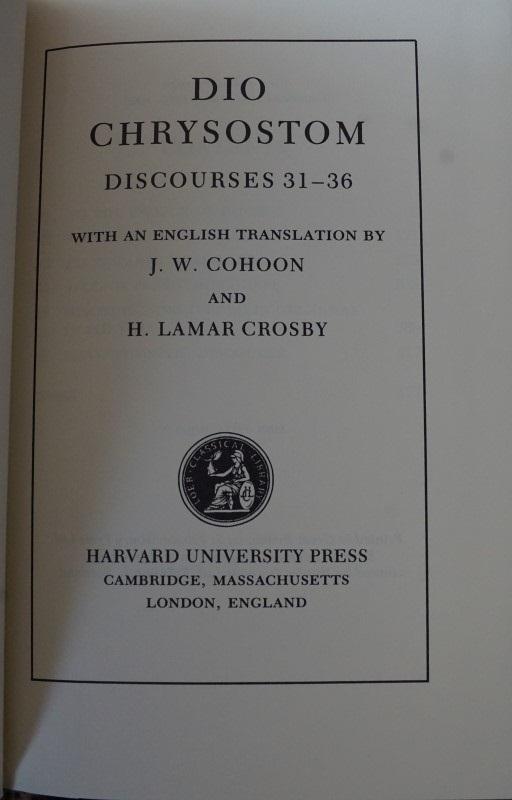 DIO
CHRYSOSTOM
DISCOURSES 31–36
WITH AN ENGLISH TRANSLATION BY
J. W. COHOON
AND
H. LAMAR CROSBY
LOEB CLASSICAL LIBRARY
HARVARD UNIVERSITY PRESS
CAMBRIDGE, MASSACHUSETTS
LONDON, ENGLAND